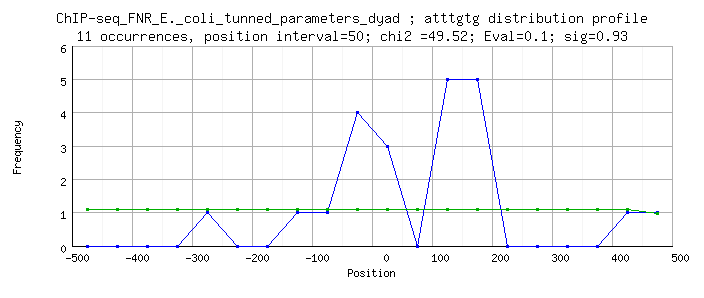 ChIP-seq_FNR_E._coli_tunned_parameters_dyad ; atttgtg distribution profile
11 occurrences, position interval=50; chi2 =49.52; Eval=0.1; sig=0.93
6
5
4
3
2
1
0
Frequency
-500 -400 -300 -200 -100 0 100 200 300 400 500
Position